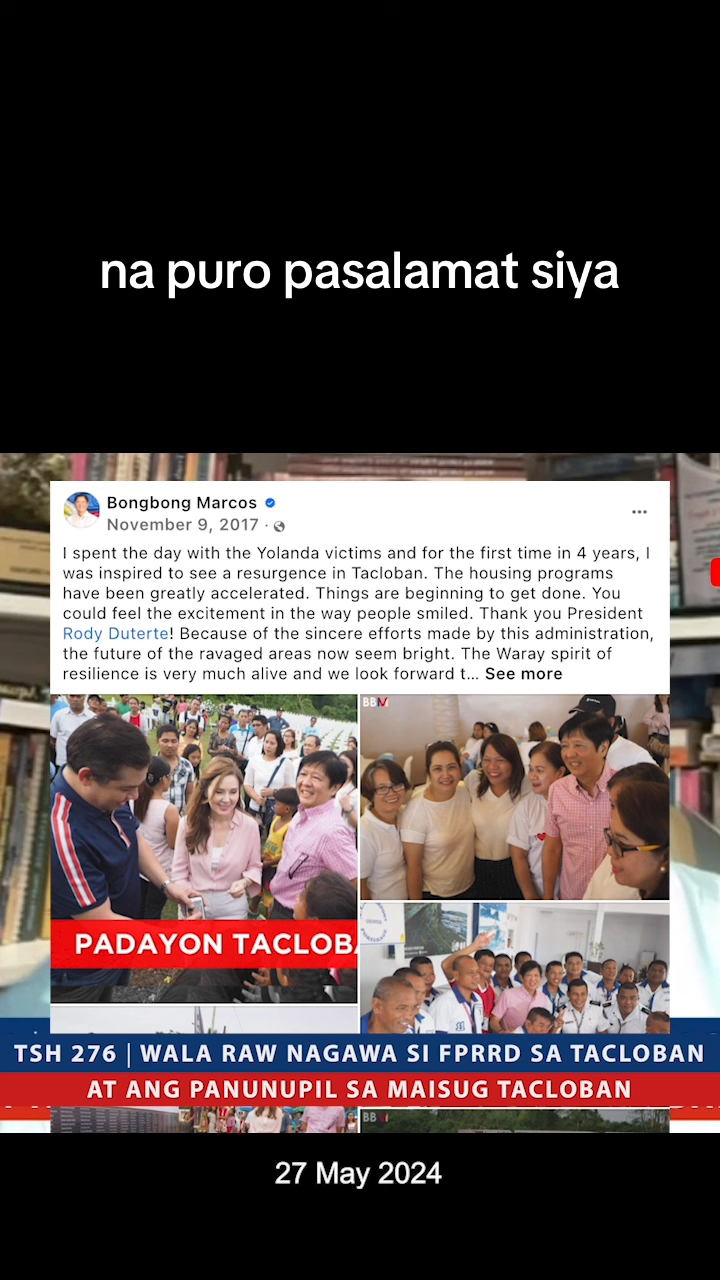 na puro pasalamat siya
Bongbong Marcos
November 9, 2017 ·
I spent the day with the Yolanda victims and for the first time in 4 years, I
was inspired to see a resurgence in Tacloban. The housing programs
have been greatly accelerated. Things are beginning to get done. You
could feel the excitement in the way people smiled. Thank you President
Rody Duterte! Because of the sincere efforts made by this administration,
the future of the ravaged areas now seem bright. The Waray spirit of
resilience is very much alive and we look forward t... See more
BBM
PADAYON TACLOBA
TSH 276 | WALA RAW NAGAWA SI FPRRD SA TACLOBAN
AT ANG PANUNUPIL SA MAISUG TACLOBAN
BBM
27 May 2024